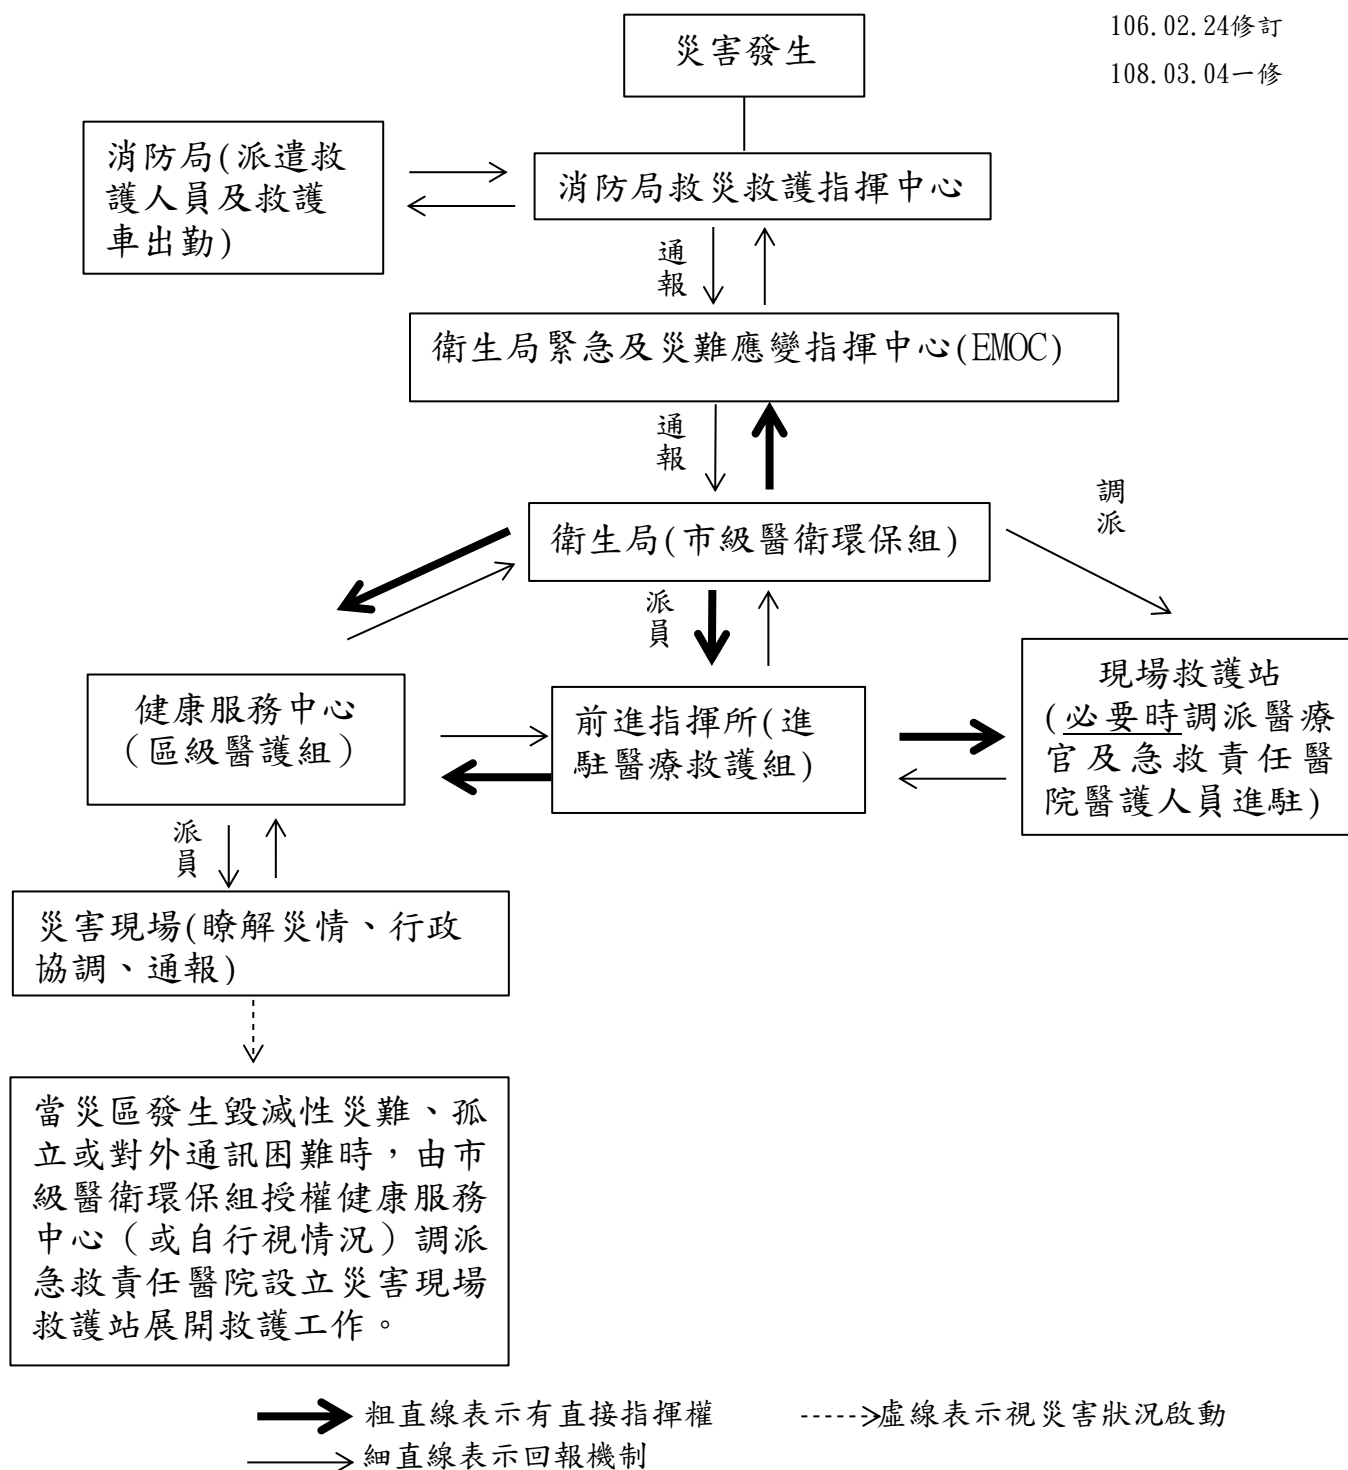 106.02.24修訂
108.03.04一修
災害發生
消防局(派遣救
護人員及救護
車出勤)
消防局救災救護指揮中心
通
報
衛生局緊急及災難應變指揮中心(EMOC)
通
報
調
派
衛生局(市級醫衛環保組)
派
員
健康服務中心
（區級醫護組）
前進指揮所(進
駐醫療救護組)
現場救護站
(必要時調派醫療
官及急救責任醫
院醫護人員進駐)
派
員
災害現場(瞭解災情、行政
協調、通報)
當災區發生毀滅性災難、孤
立或對外通訊困難時，由市
級醫衛環保組授權健康服務
中心（或自行視情況）調派
急救責任醫院設立災害現場
救護站展開救護工作。
粗直線表示有直接指揮權
虛線表示視災害狀況啟動
細直線表示回報機制